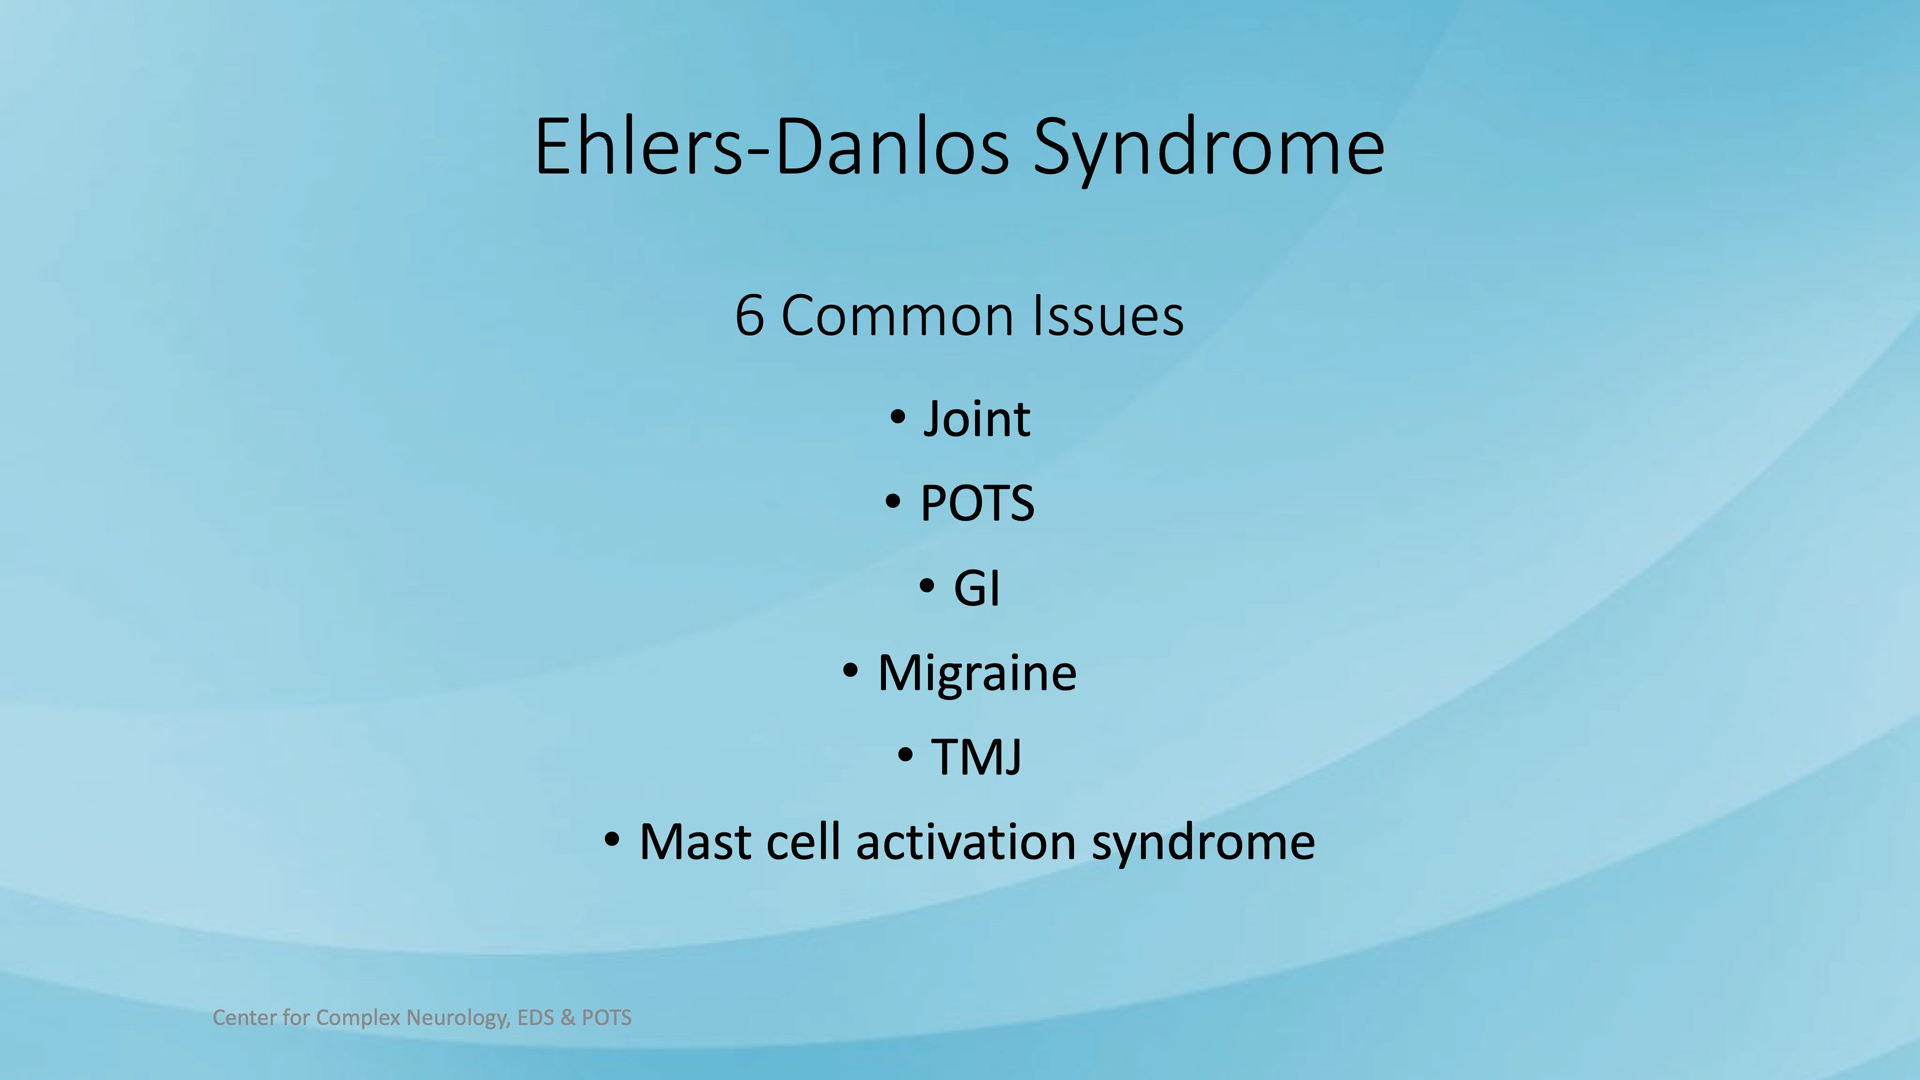 Ehlers-Danlos Syndrome
6 Common Issues
• Joint
• POTS
• GI
• Migraine
• TMJ
• Mast cell activation syndrome
Center for Complex Neurology, EDS & POTS